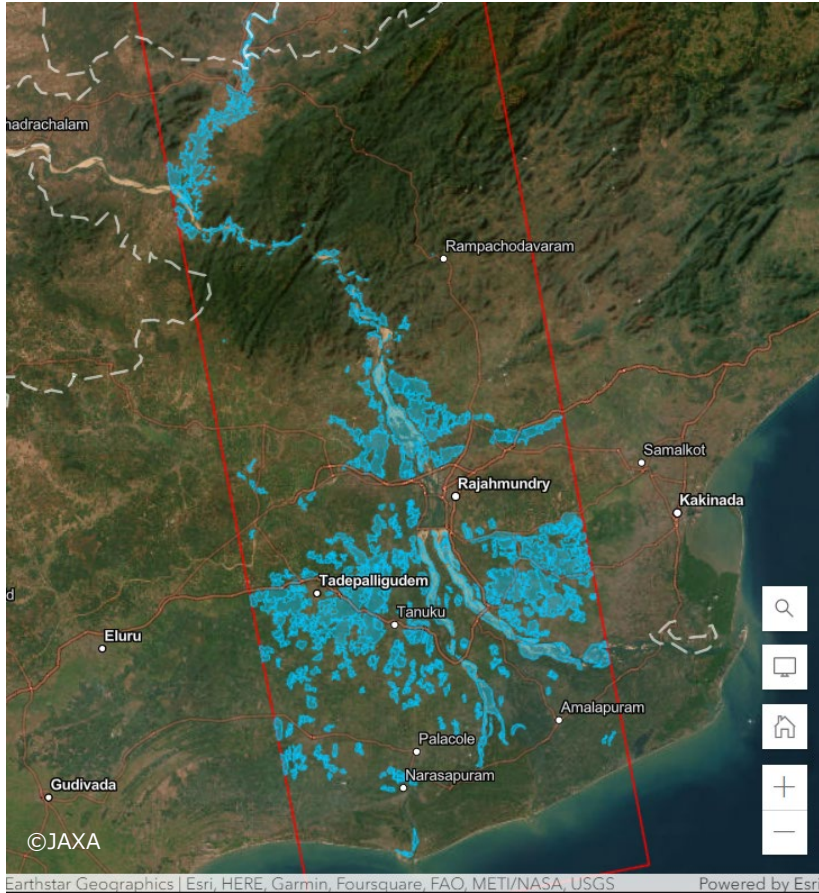 hadrachalam
Rampachodavaram
Samalkot
Rajahmundry
Kakinada
Tadepalligudem
d
Tanuku
Eluru
Amalapuram
Palacole
Narasapuram
Gudivada
©JAXA
Earthstar Geographics | Esri, HERE, Garmin, Foursquare, FAO, METI/NASA, USGS Powered by Esri